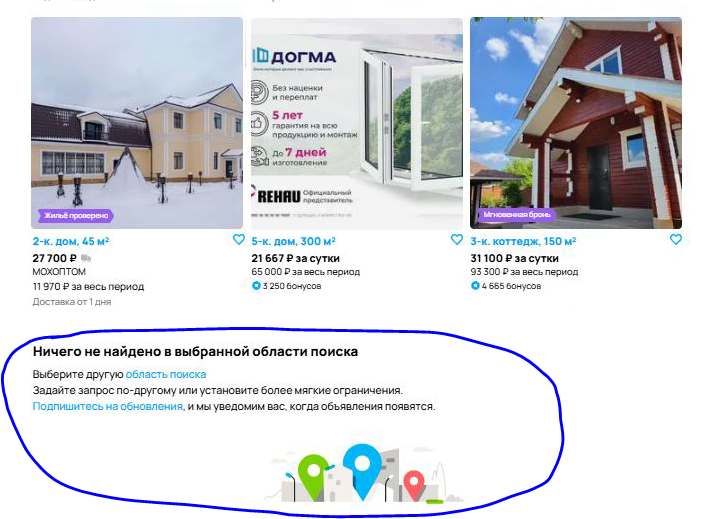 ДОГМА
Без наценки
и переплат
5 лет
гарантия на всю
продукцию и монтаж
До 7 дней
изготовление
REHAU
Официальный
представитель
Жильё проверено
Мгновенная бронь
2-к. дом, 45 м²
27 700 ₽
МОХОПТОМ
11 970 ₽ за весь период
Доставка от 1 дня
5-к. дом, 300 м²
21 667 ₽ за сутки
65 000 ₽ за весь период
3 250 бонусов
3-к. коттедж, 150 м²
31 100 ₽ за сутки
93 300 ₽ за весь период
4 665 бонусов
Ничего не найдено в выбранной области поиска
Выберите другую область поиска
Задайте запрос по-другому или установите более мягкие ограничения.
Подпишитесь на обновления, и мы уведомим вас, когда объявления появятся.